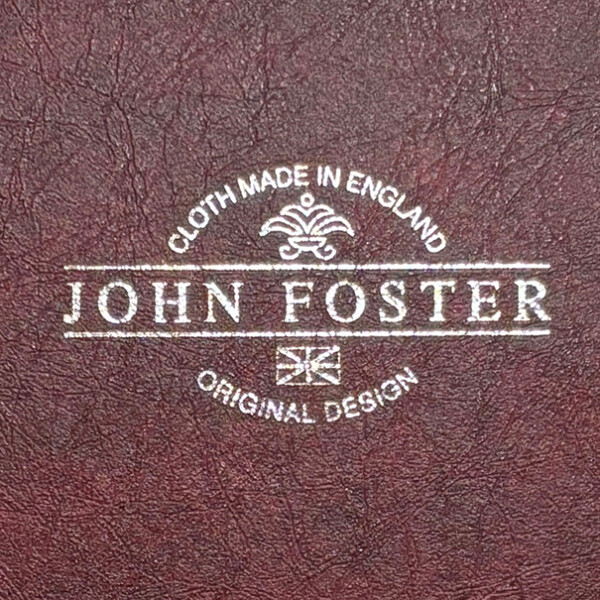 CLOTH MADE IN ENGLAND
JOHN FOSTER
ORIGINAL DESIGN